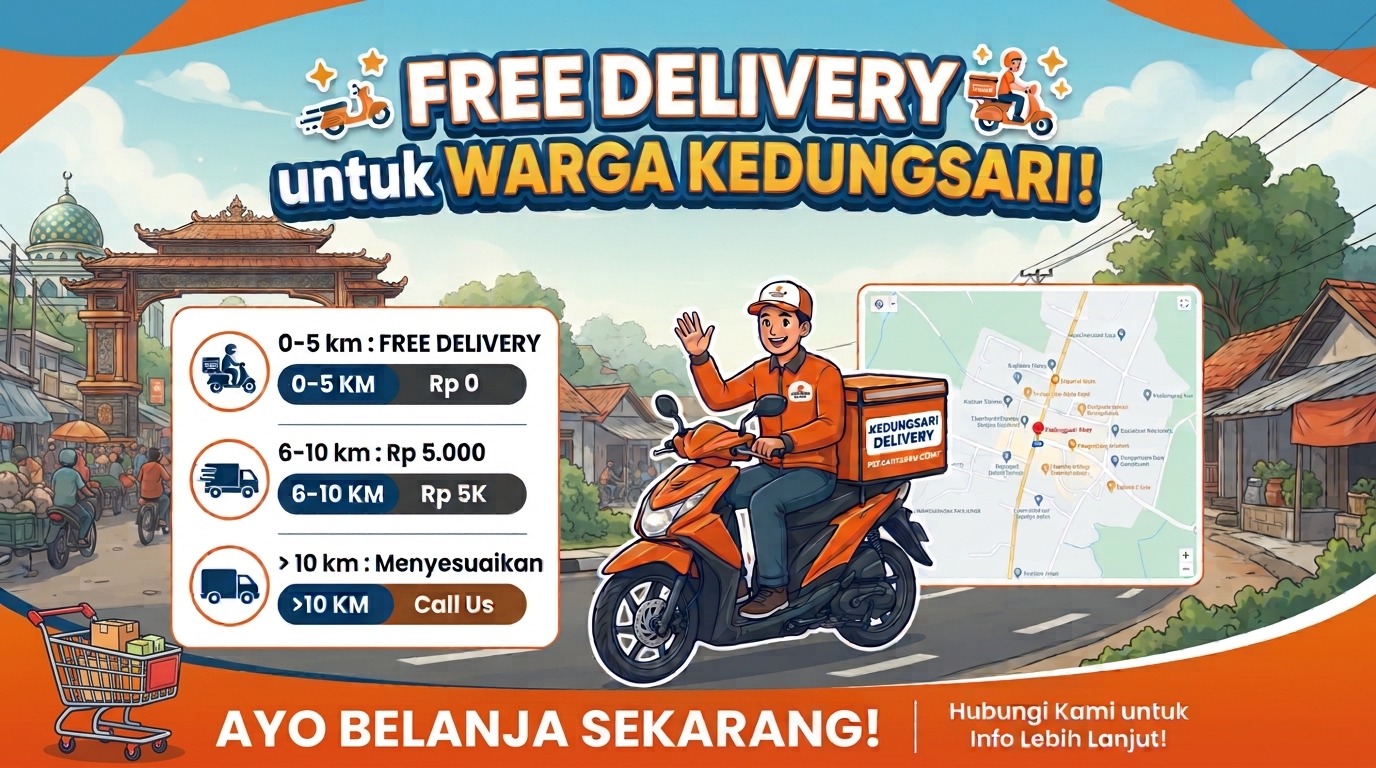 FREE DELIVERY
untuk WARGA KEDUNGSARI!
0-5 km : FREE DELIVERY
0-5 KM Rp 0
6-10 km : Rp 5.000
6-10 KM Rp 5K
> 10 km : Menyesuaikan
>10 KM Call Us
KEDUNGSARI
DELIVERY
AYO BELANJA SEKARANG!
Hubungi Kami untuk
Info Lebih Lanjut!